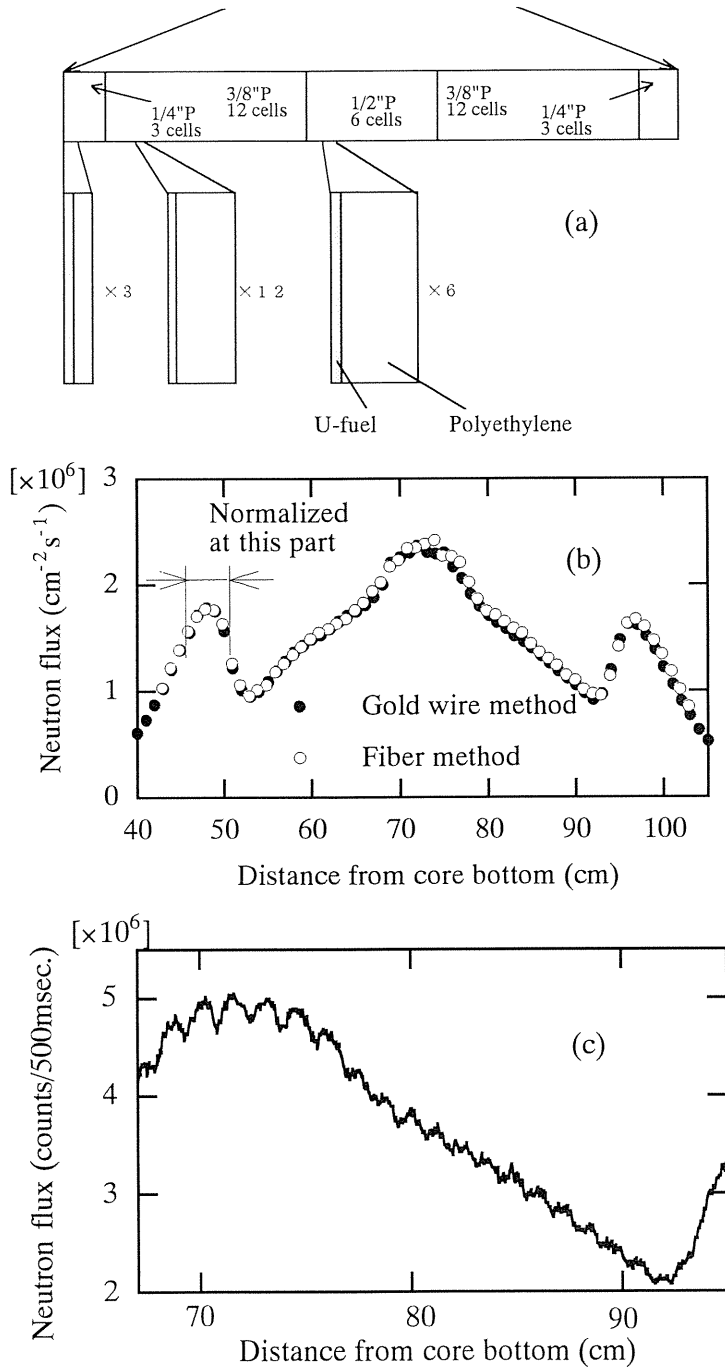 3/8"P
12 cells
1/4"P
3 cells
1/2"P
6 cells
3/8"P
12 cells
1/4"P
3 cells
(a)
×3
×12
×6
U-fuel
Polyethylene
[×10⁶]
3
2
1
0
Neutron flux (cm⁻²s⁻¹)
Normalized
at this part
(b)
Gold wire method
Fiber method
40 50 60 70 80 90 100
Distance from core bottom (cm)
[×10⁶]
5
4
3
2
Neutron flux (counts/500msec.)
(c)
70 80 90
Distance from core bottom (cm)